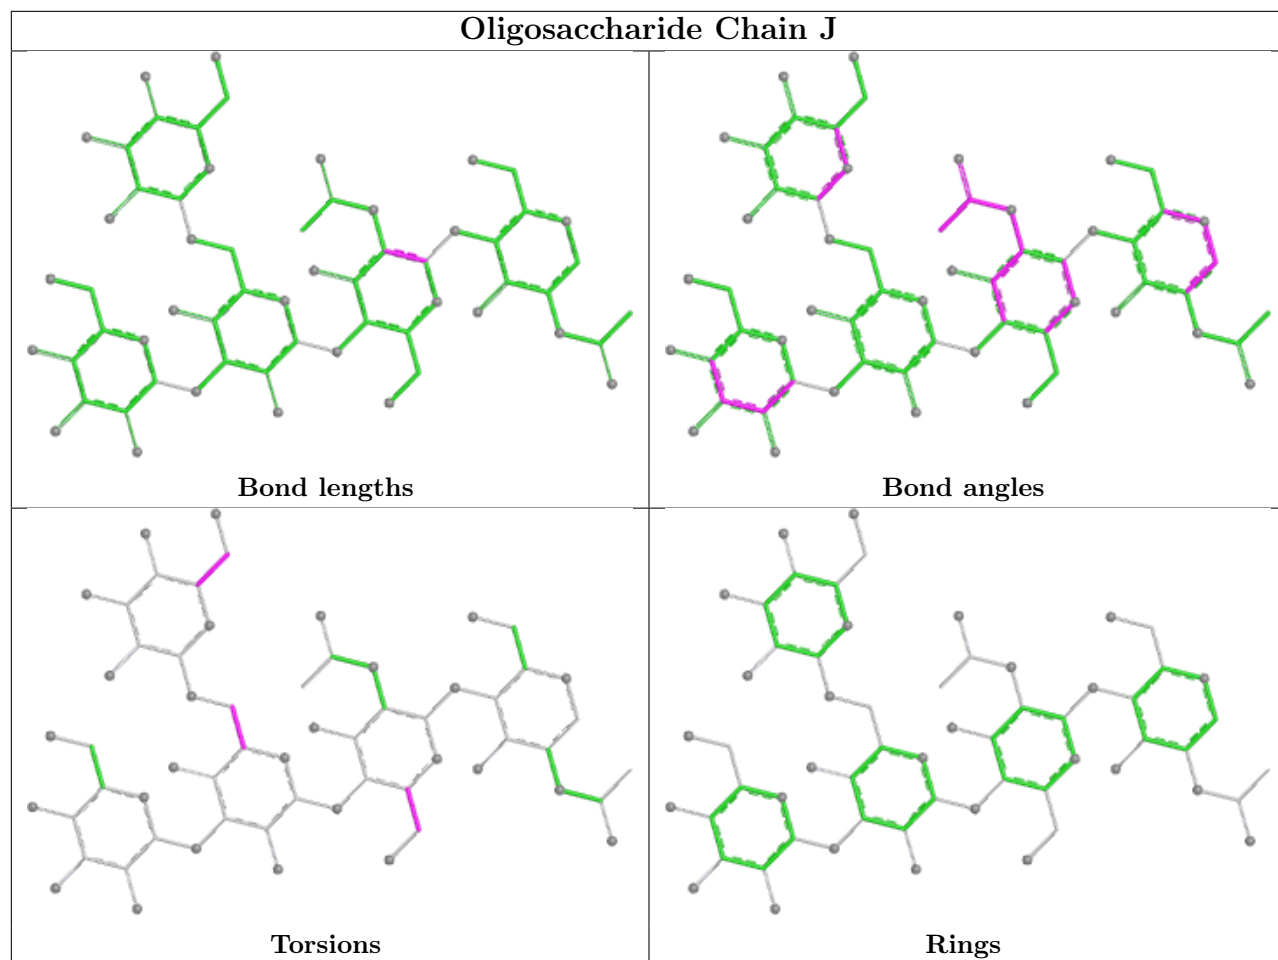 Oligosaccharide Chain J
Bond lengths
Bond angles
Torsions
Rings